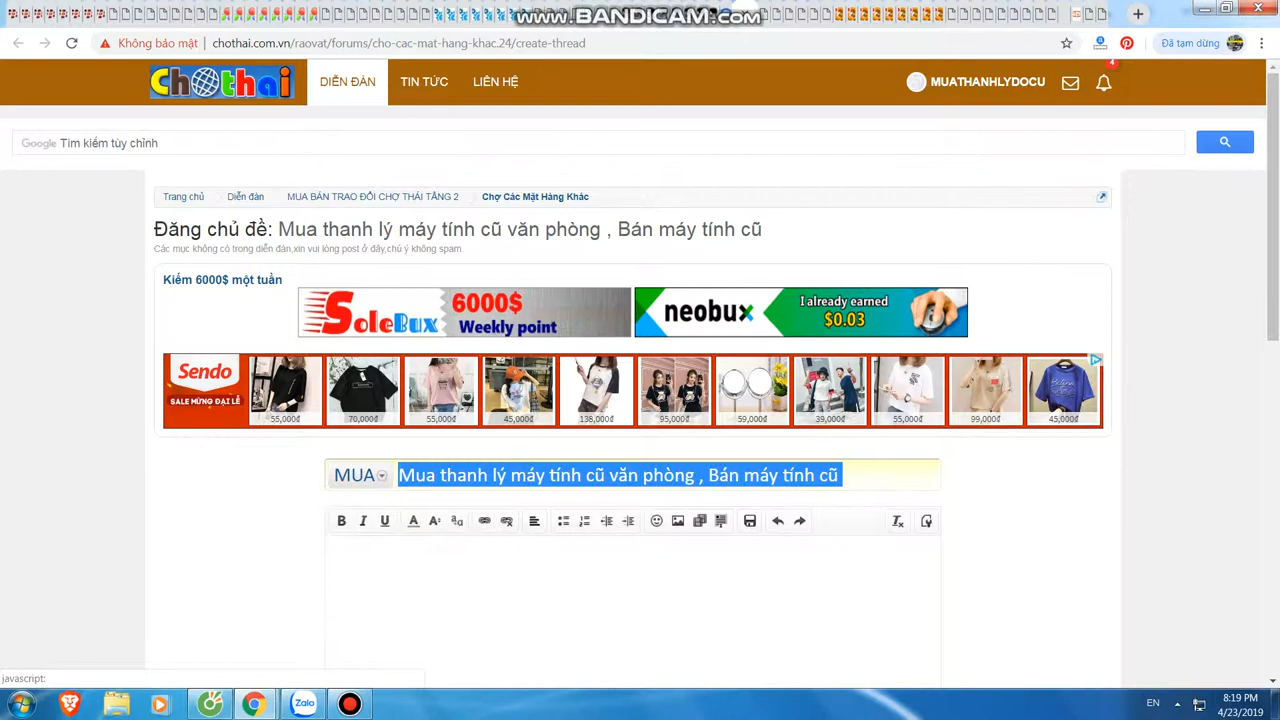 www.BANDICAM.com
Không bảo mật
chothai.com.vn/raovat/forums/cho-cac-mat-hang-khac.24/create-thread
Đã tạm dừng
Chothai
DIỄN ĐÀN
TIN TỨC
LIÊN HỆ
MUATHANHLYDOCU
4
Google Tìm kiếm tùy chỉnh
Trang chủ
Diễn đàn
MUA BÁN TRAO ĐỔI CHỢ THÁI TẦNG 2
Chợ Các Mặt Hàng Khác
Đăng chủ đề: Mua thanh lý máy tính cũ văn phòng , Bán máy tính cũ
Các mục không có trong diễn đàn,xin vui lòng post ở đây,chú ý không spam.
Kiếm 6000$ một tuần
SoleBux
6000$
Weekly point
neobux
I already earned
$0.03
Sendo
SALE MỪNG ĐẠI LỄ
55,000₫
70,000₫
55,000₫
45,000₫
138,000₫
95,000₫
59,000₫
39,000₫
55,000₫
99,000₫
45,000₫
MUA
Mua thanh lý máy tính cũ văn phòng , Bán máy tính cũ
B I U A
javascript:
Zalo
EN
8:19 PM
4/23/2019